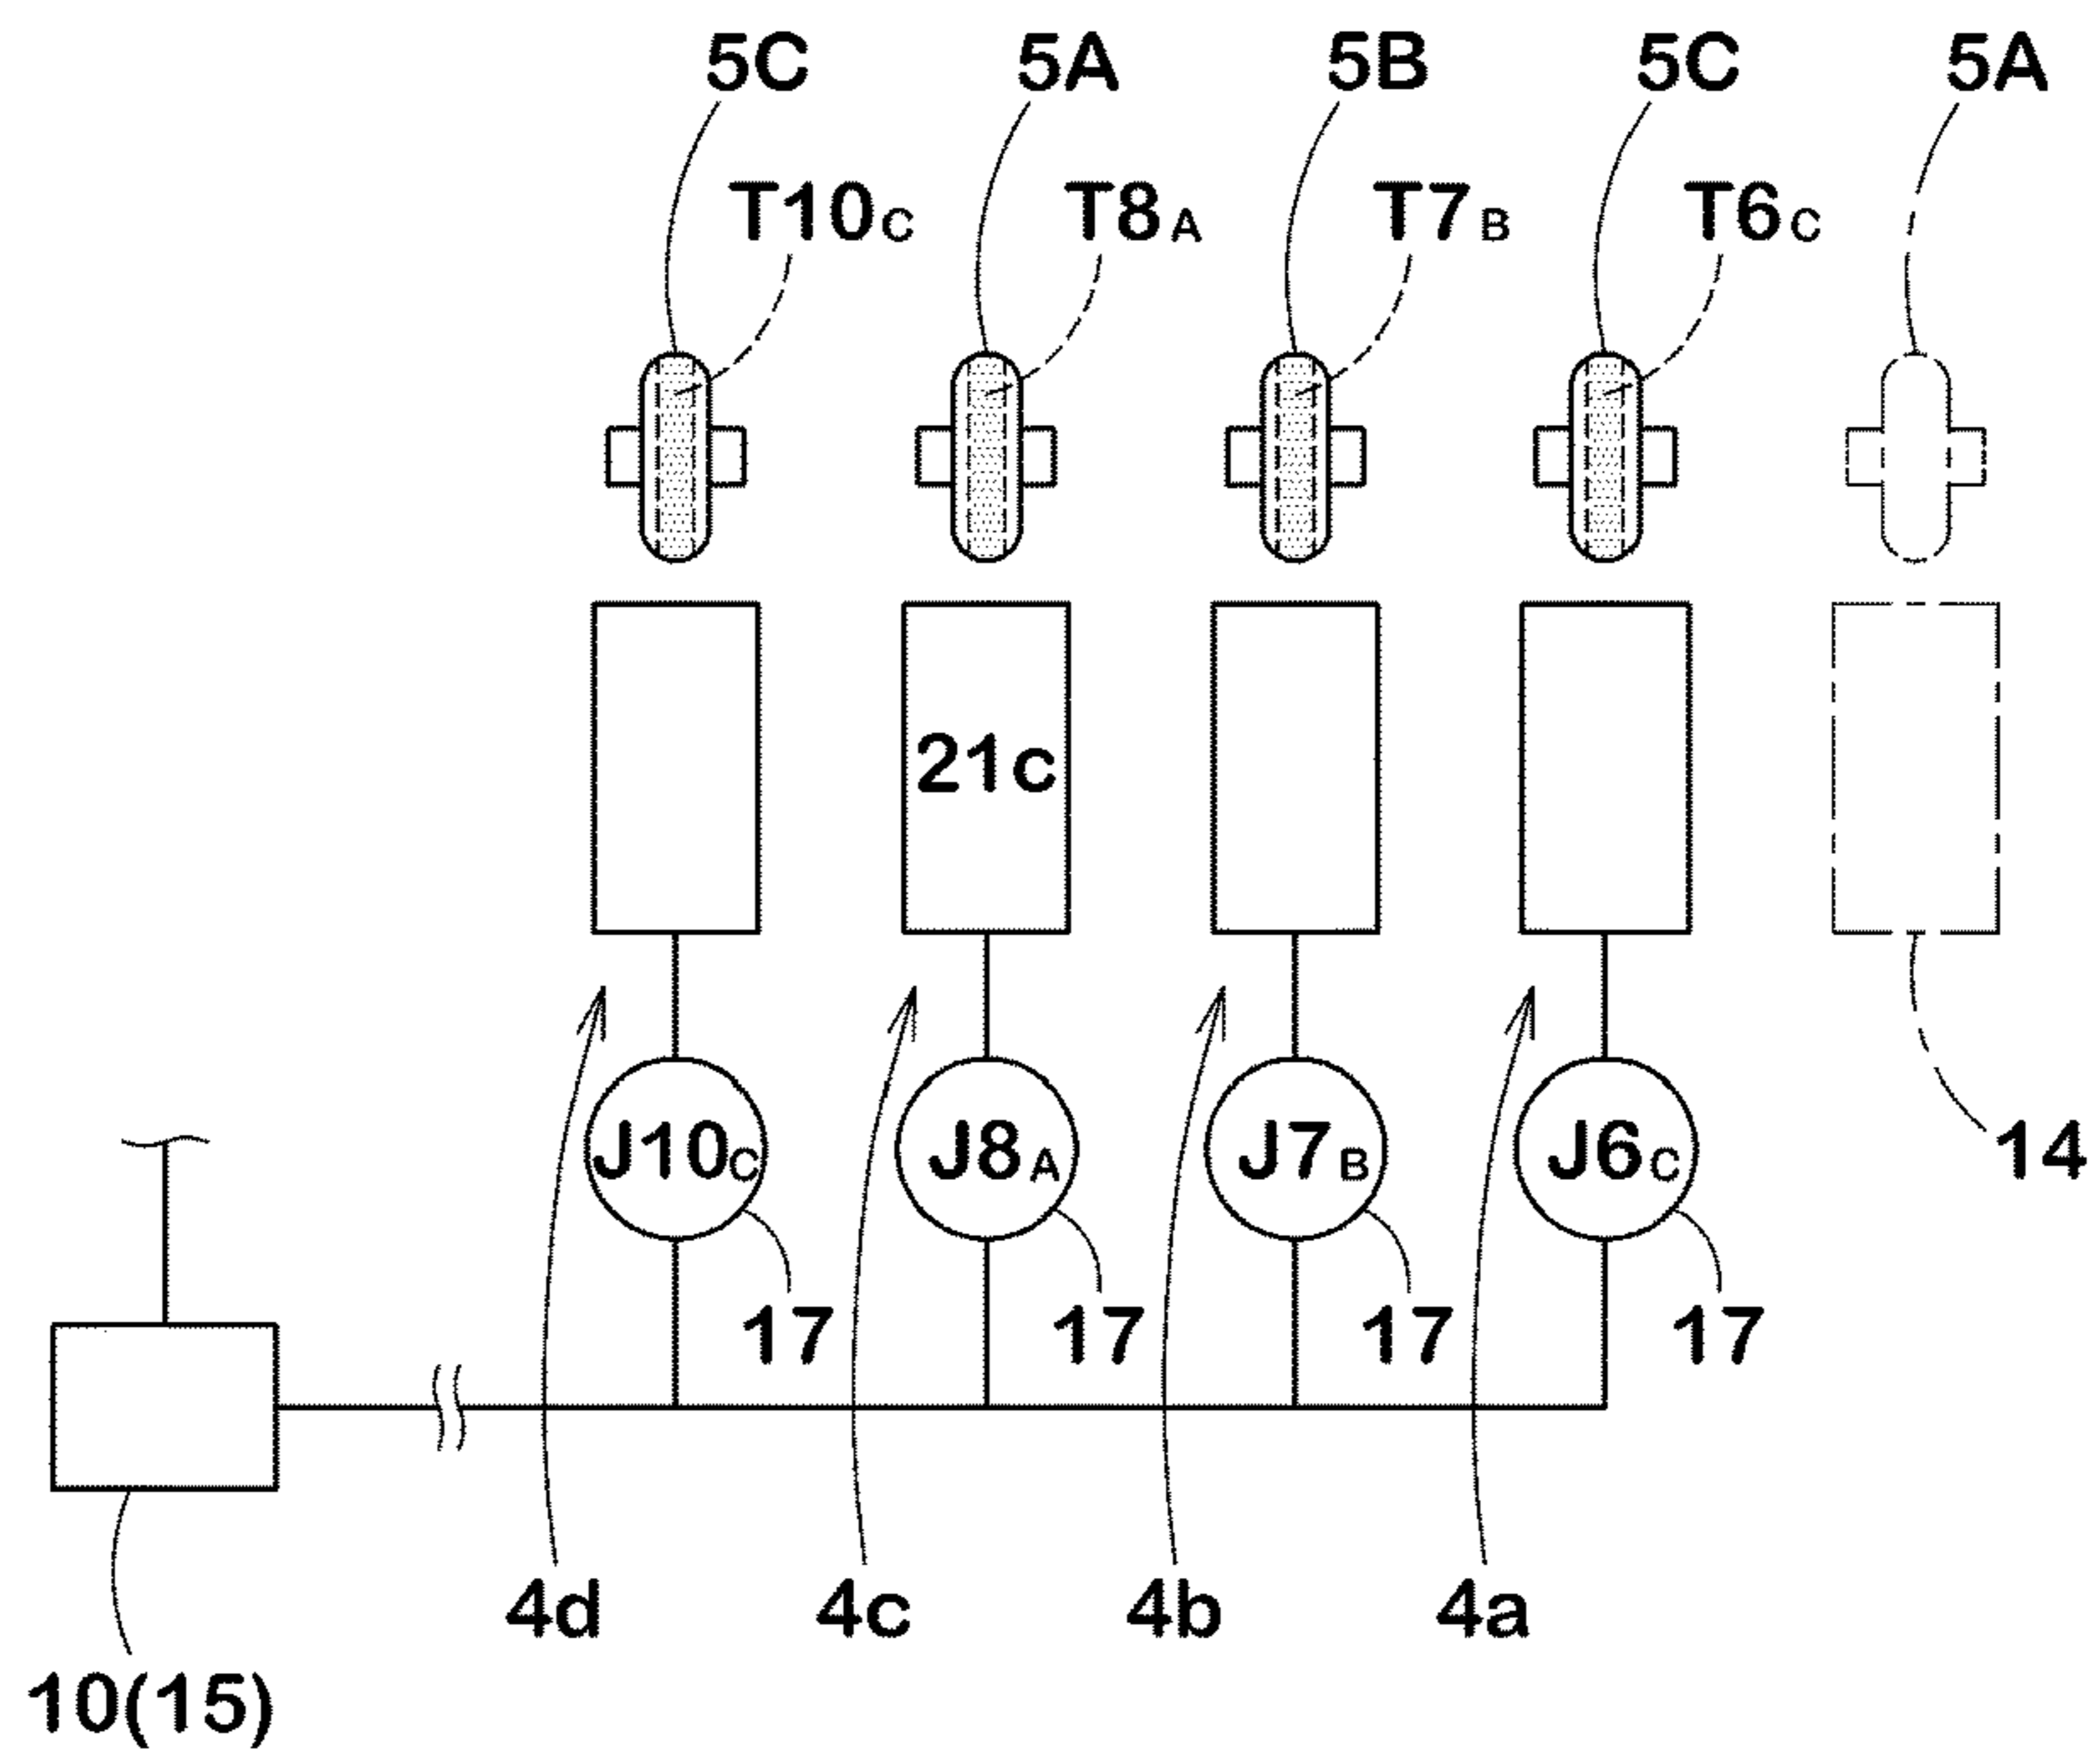 5C 5A 5B 5C 5A
T10C T8A T7B T6C
21c
J10C J8A J7B J6C 14
17 17 17 17
4d 4c 4b 4a
10(15)